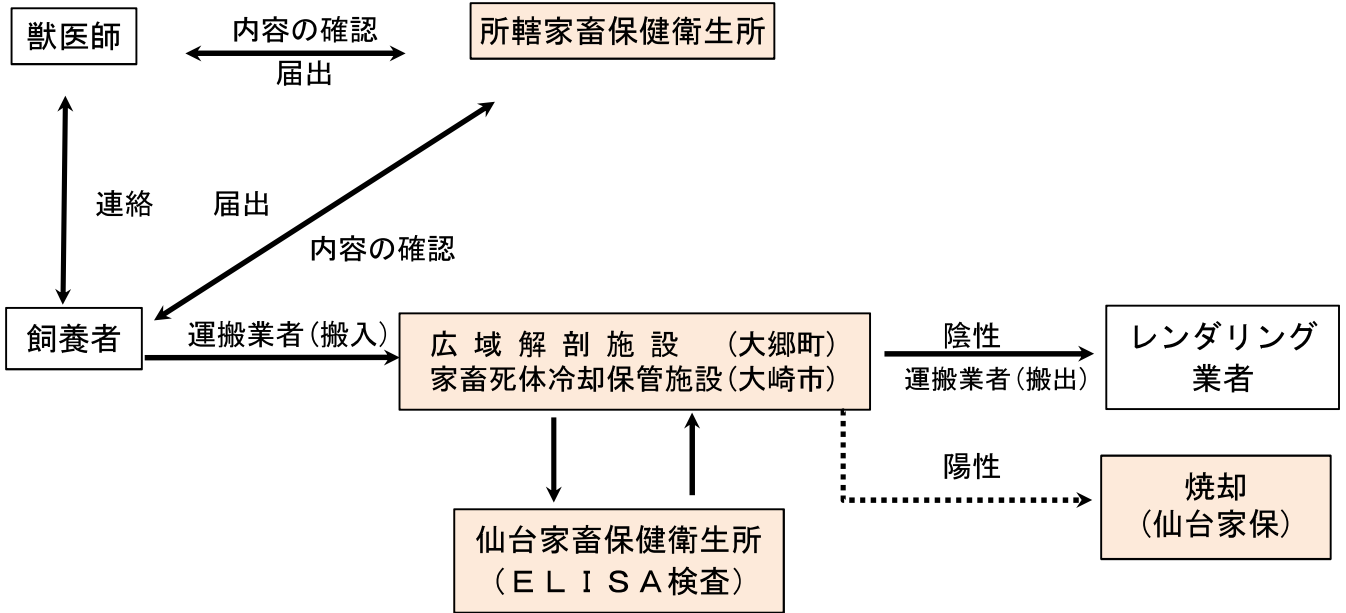 獣医師
内容の確認
届出
所轄家畜保健衛生所
連絡
届出
内容の確認
飼養者
運搬業者(搬入)
広域解剖施設 (大郷町)
家畜死体冷却保管施設(大崎市)
陰性
運搬業者(搬出)
レンダリング
業者
陽性
焼却
(仙台家保)
仙台家畜保健衛生所
(ELISA検査)